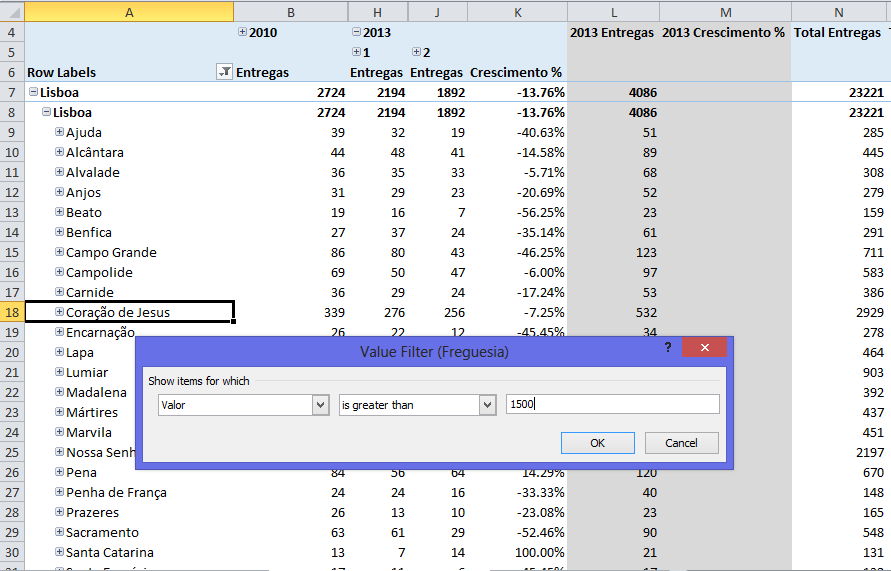 A B H J K L M N
4 2010 2013 2013 Entregas 2013 Crescimento % Total Entregas
5 1 2
6 Row Labels Entregas Entregas Entregas Crescimento %
7 Lisboa 2724 2194 1892 -13.76% 4086 23221
8 Lisboa 2724 2194 1892 -13.76% 4086 23221
9 Ajuda 39 32 19 -40.63% 51 285
10 Alcântara 44 48 41 -14.58% 89 445
11 Alvalade 36 35 33 -5.71% 68 308
12 Anjos 31 29 23 -20.69% 52 279
13 Beato 19 16 7 -56.25% 23 159
14 Benfica 27 37 24 -35.14% 61 291
15 Campo Grande 86 80 43 -46.25% 123 711
16 Campolide 69 50 47 -6.00% 97 583
17 Carnide 36 29 24 -17.24% 53 386
18 Coração de Jesus 339 276 256 -7.25% 532 2929
19 Encarnação 26 22 12 -45.45% 34 278
20 Lapa 464
21 Lumiar 903
22 Madalena 392
23 Mártires 437
24 Marvila 451
25 Nossa Senh 2197
Value Filter (Freguesia) ?
Show items for which
Valor is greater than 1500
OK Cancel
26 Pena 84 56 64 14.29% 120 670
27 Penha de França 24 24 16 -33.33% 40 148
28 Prazeres 26 13 10 -23.08% 23 165
29 Sacramento 63 61 29 -52.46% 90 548
30 Santa Catarina 13 7 14 100.00% 21 131